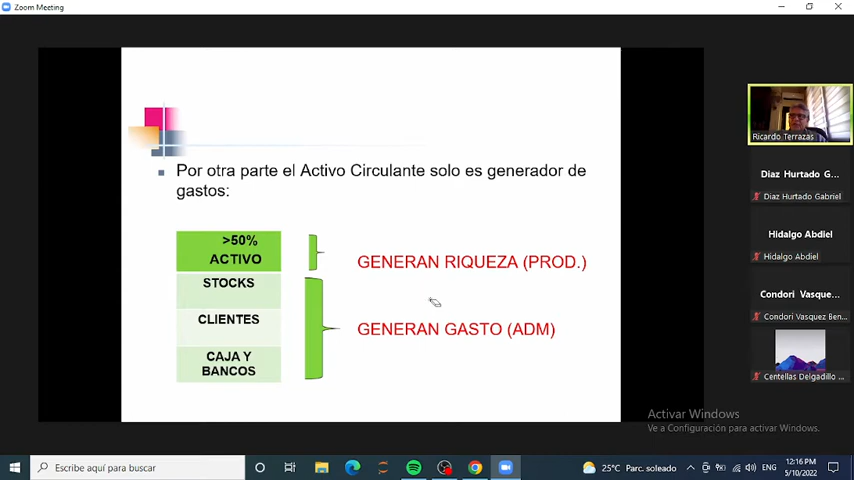 Zoom Meeting
Por otra parte el Activo Circulante solo es generador de
gastos:
>50%
ACTIVO
STOCKS
CLIENTES
CAJA Y
BANCOS
GENERAN RIQUEZA (PROD.)
GENERAN GASTO (ADM)
Ricardo Terrazas
Diaz Hurtado G...
Diaz Hurtado Gabriel
Hidalgo Abdiel
Hidalgo Abdiel
Condori Vasque...
Condori Vasquez Ben...
Centellas Delgadillo ...
Activar Windows
Ve a Configuración para activar Windows.
Escribe aquí para buscar
25°C Parc. soleado
ENG
12:16 PM
5/10/2022